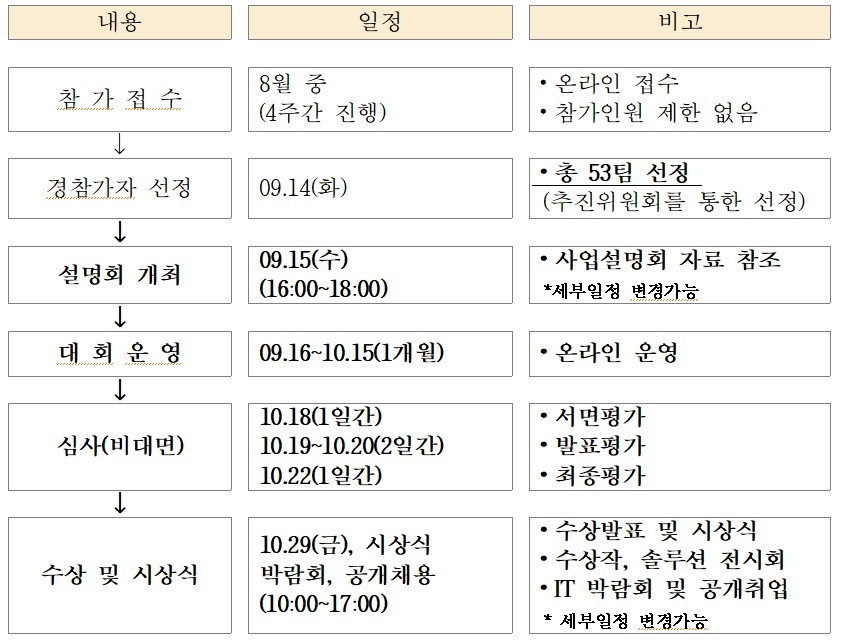 내용 일정 비고
참 가 접 수
8월 중
(4주간 진행)
• 온라인 접수
• 참가인원 제한 없음
↓
경참가자 선정
09.14(화)
• 총 53팀 선정
(추진위원회를 통한 선정)
↓
설명회 개최
09.15(수)
(16:00~18:00)
• 사업설명회 자료 참조
*세부일정 변경가능
↓
대 회 운 영
09.16~10.15(1개월)
• 온라인 운영
↓
심사(비대면)
10.18(1일간)
10.19~10.20(2일간)
10.22(1일간)
• 서면평가
• 발표평가
• 최종평가
↓
수상 및 시상식
10.29(금), 시상식
박람회, 공개채용
(10:00~17:00)
• 수상발표 및 시상식
• 수상작, 솔루션 전시회
• IT 박람회 및 공개취업
* 세부일정 변경가능